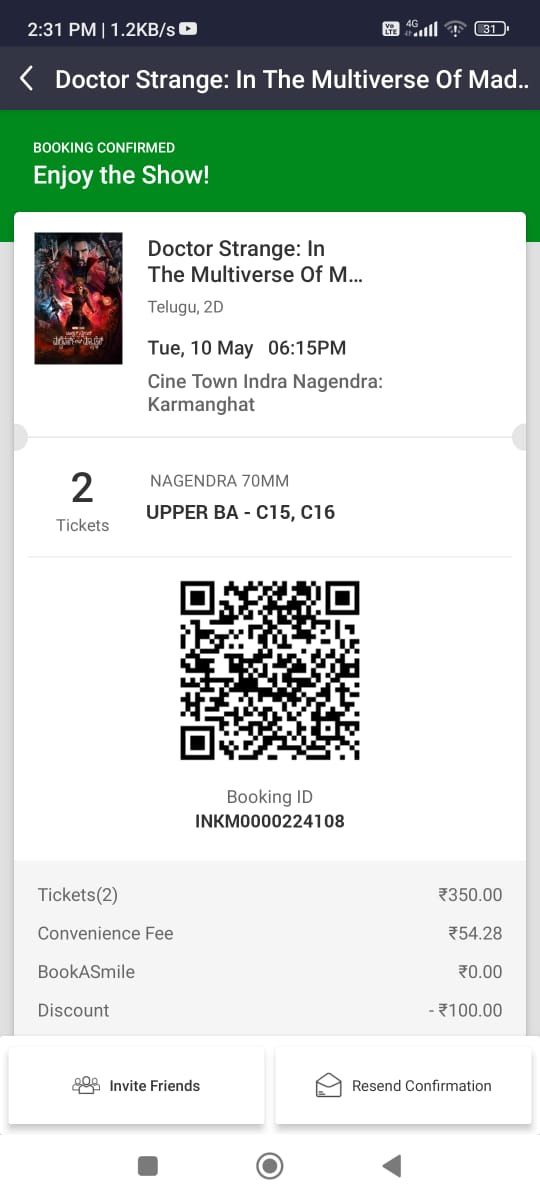 2:31 PM | 1.2KB/s
Vo
LTE
4G
31
Doctor Strange: In The Multiverse Of Mad..
BOOKING CONFIRMED
Enjoy the Show!
Doctor Strange: In
The Multiverse Of M...
Telugu, 2D
Tue, 10 May 06:15PM
Cine Town Indra Nagendra:
Karmanghat
2
Tickets
NAGENDRA 70MM
UPPER BA - C15, C16
Booking ID
INKM0000224108
Tickets(2) ₹350.00
Convenience Fee ₹54.28
BookASmile ₹0.00
Discount - ₹100.00
Invite Friends
Resend Confirmation